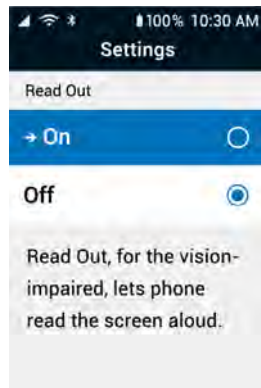 100% 10:30 AM
Settings
Read Out
→ On
Off
Read Out, for the vision-
impaired, lets phone
read the screen aloud.